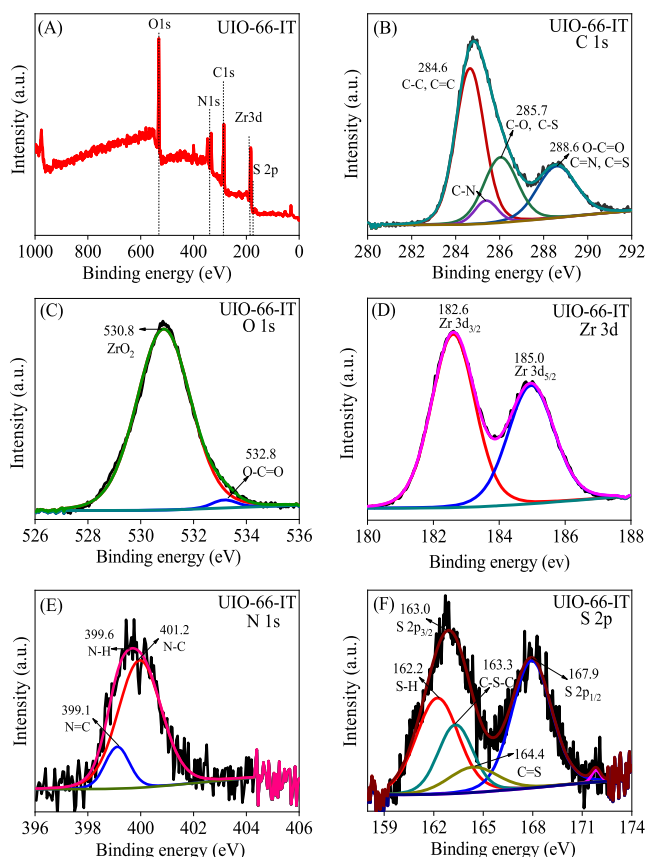 (A)
UIO-66-IT
O1s
C1s
N1s
Zr3d
S 2p
Intensity (a.u.)
1000 800 600 400 200 0
Binding energy (eV)
(B)
UIO-66-IT
C 1s
284.6
C-C, C=C
285.7
C-O, C-S
288.6 O-C=O
C=N, C=S
C-N
Intensity (a.u.)
280 282 284 286 288 290 292
Binding energy (eV)
(C)
UIO-66-IT
O 1s
530.8
ZrO2
532.8
O-C=O
Intensity (a.u.)
526 528 530 532 534 536
Binding energy (eV)
(D)
UIO-66-IT
Zr 3d
182.6
Zr 3d3/2
185.0
Zr 3d5/2
Intensity (a.u.)
180 182 184 186 188
Binding energy (ev)
(E)
UIO-66-IT
N 1s
399.6
N-H
401.2
N-C
399.1
N=C
Intensity (a.u.)
396 398 400 402 404 406
Binding energy (eV)
(F)
UIO-66-IT
S 2p
163.0
S 2p3/2
162.2
S-H
163.3
C-S-C
167.9
S 2p1/2
164.4
C=S
Intensity (a.u.)
159 162 165 168 171 174
Binding energy (eV)